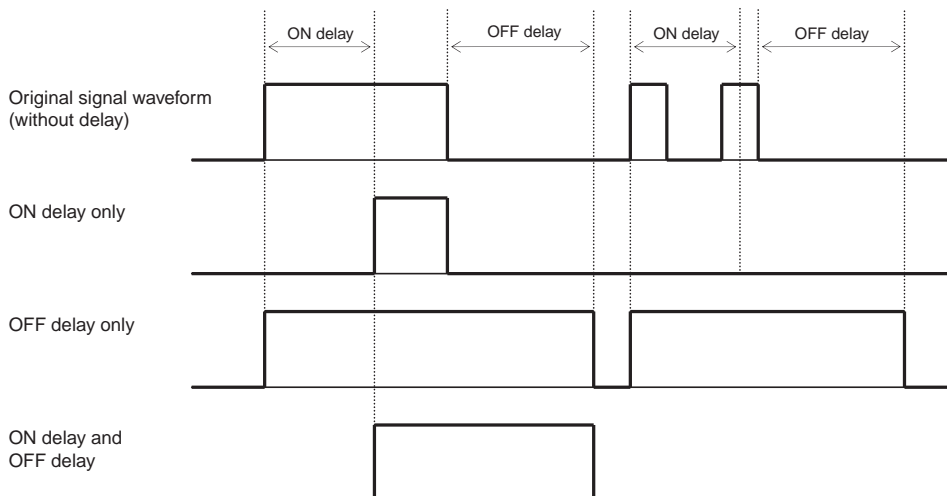 ON delay
OFF delay
ON delay
OFF delay
Original signal waveform
(without delay)
ON delay only
OFF delay only
ON delay and
OFF delay